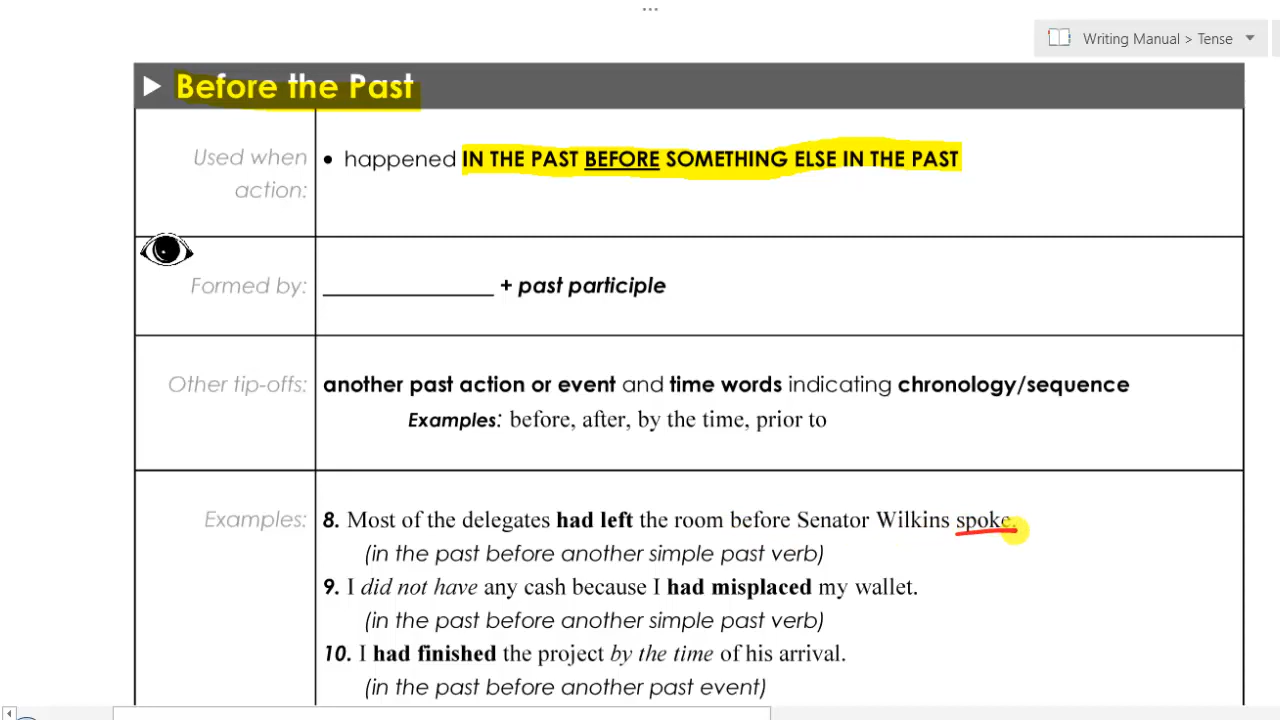 ...
Writing Manual > Tense
Before the Past
Used when
action:
• happened IN THE PAST BEFORE SOMETHING ELSE IN THE PAST
Formed by:
_______________ + past participle
Other tip-offs:
another past action or event and time words indicating chronology/sequence
Examples: before, after, by the time, prior to
Examples:
8. Most of the delegates had left the room before Senator Wilkins spoke.
(in the past before another simple past verb)
9. I did not have any cash because I had misplaced my wallet.
(in the past before another simple past verb)
10. I had finished the project by the time of his arrival.
(in the past before another past event)